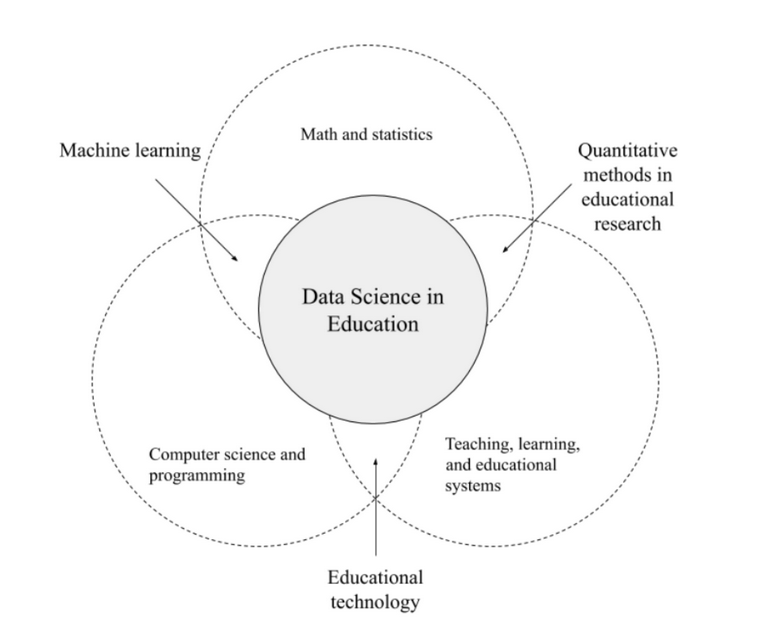 Math and statistics
Machine learning
Quantitative
methods in
educational
research
Data Science in
Education
Computer science and
programming
Teaching, learning,
and educational
systems
Educational
technology